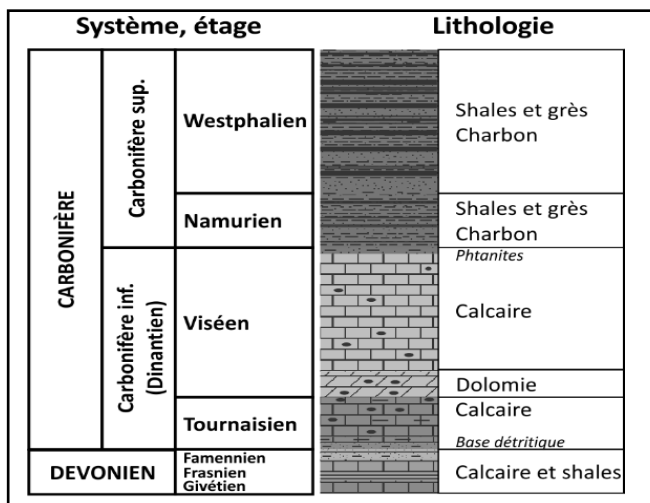 Système, étage
Lithologie
CARBONIFÈRE
Carbonifère sup.
Westphalien
Shales et grès
Charbon
Namurien
Shales et grès
Charbon
Carbonifère inf.
(Dinantien)
Viséen
Phtanites
Calcaire
Dolomie
Tournaisien
Calcaire
Base détritique
DEVONIEN
Famennien
Frasnien
Givétien
Calcaire et shales